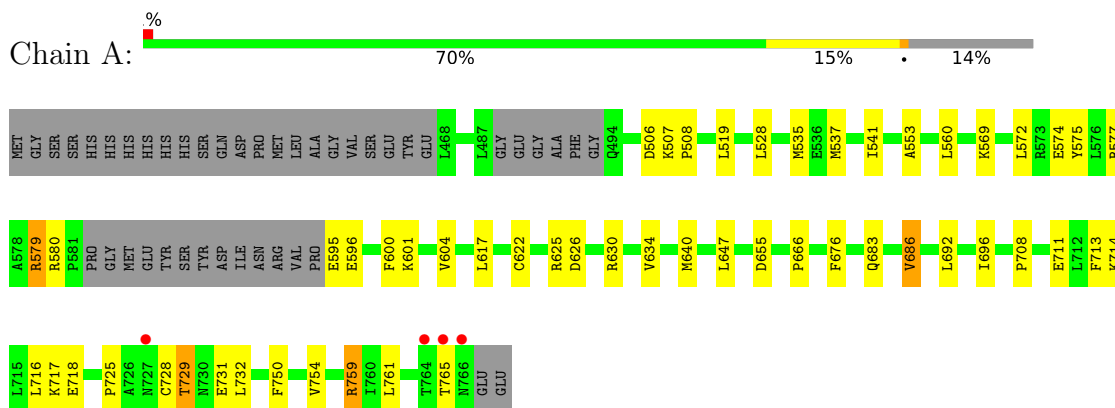 .%
Chain A:
70% 15% • 14%
MET GLY SER SER HIS HIS HIS HIS HIS HIS SER GLN ASP PRO MET LEU ALA GLY VAL SER GLU TYR GLU L468 L487 GLY GLU GLY ALA PHE GLY Q494 D506 K507 P508 L519 L528 M535 E536 M537 I541 A553 L560 K569 L572 R573 E574 Y575 L576
A578 R579 R580 P581 PRO GLY MET GLU TYR SER TYR ASP ILE ASN ARG VAL PRO E595 E596 F600 K601 V604 L617 C622 R625 D626 R630 V634 M640 L647 D655 P666 F676 Q683 V686 L692 I696 P708 E711 L712 F713
L715 L716 K717 E718 P725 A726 N727 C728 T729 N730 E731 L732 F750 V754 R759 I760 L761 T764 T765 N766 GLU GLU